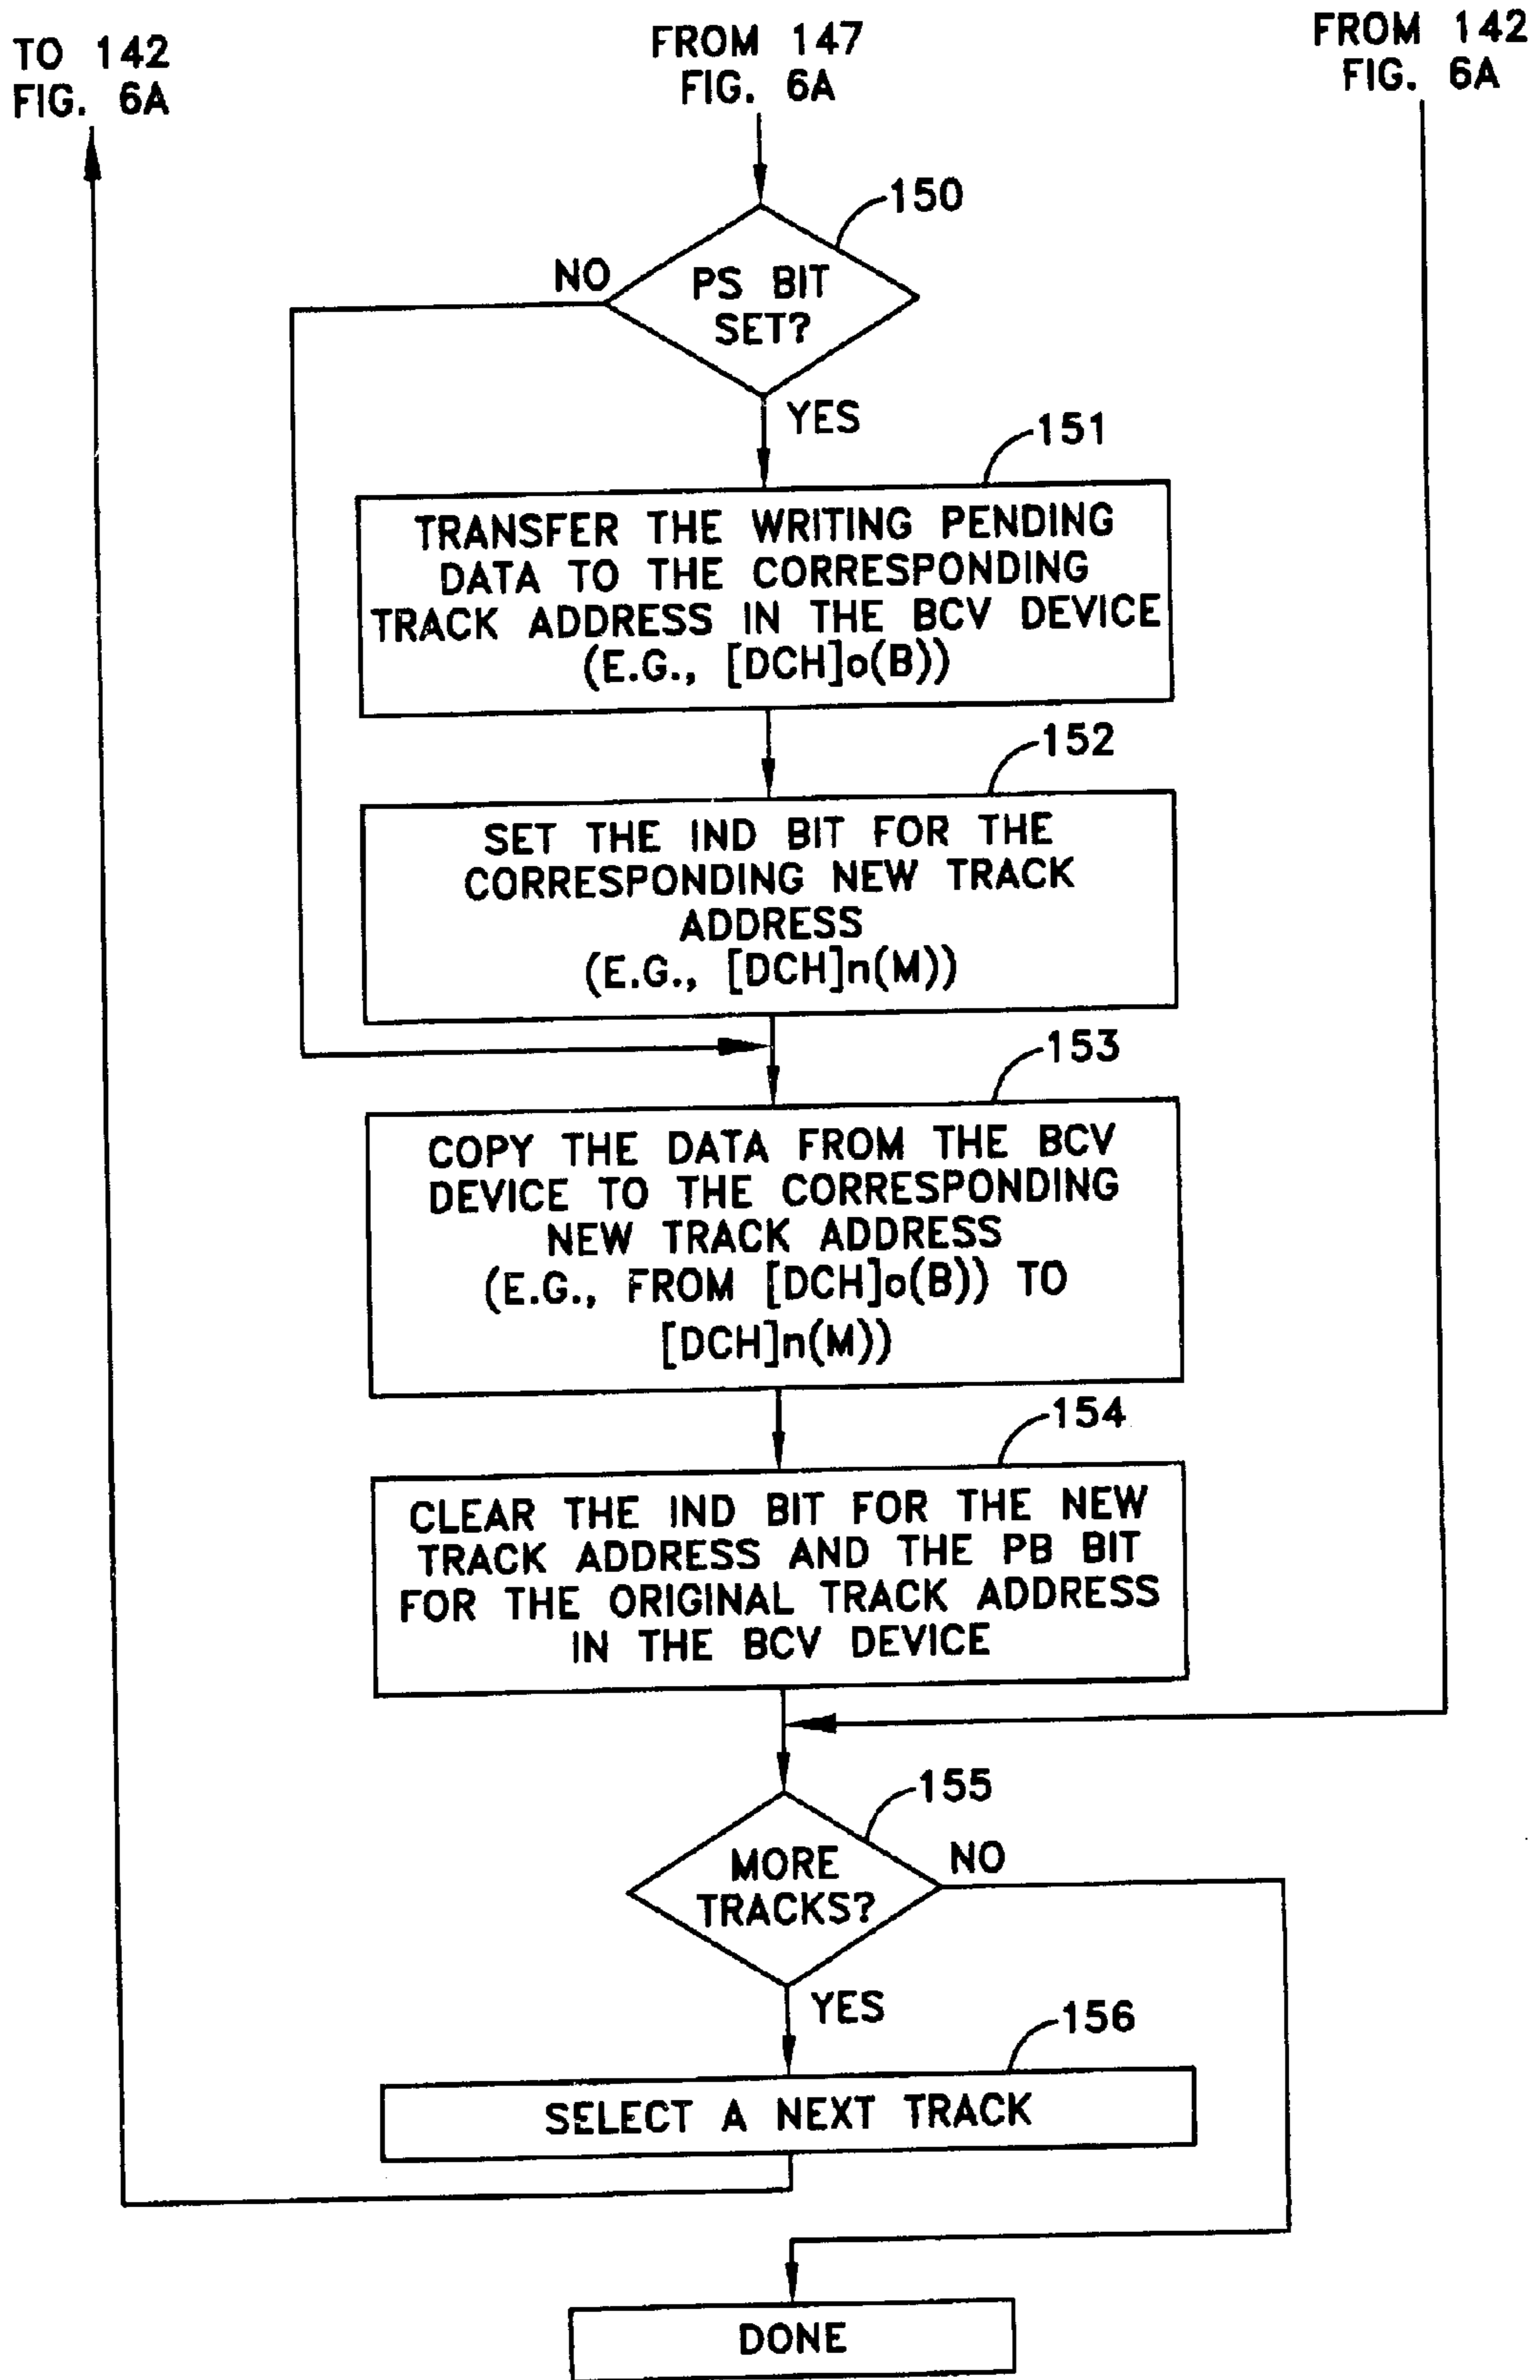 TO 142
FIG. 6A
FROM 147
FIG. 6A
FROM 142
FIG. 6A
150
NO
PS BIT
SET?
YES
151
TRANSFER THE WRITING PENDING
DATA TO THE CORRESPONDING
TRACK ADDRESS IN THE BCV DEVICE
(E.G., [DCH]o(B))
152
SET THE IND BIT FOR THE
CORRESPONDING NEW TRACK
ADDRESS
(E.G., [DCH]n(M))
153
COPY THE DATA FROM THE BCV
DEVICE TO THE CORRESPONDING
NEW TRACK ADDRESS
(E.G., FROM [DCH]o(B)) TO
[DCH]n(M))
154
CLEAR THE IND BIT FOR THE NEW
TRACK ADDRESS AND THE PB BIT
FOR THE ORIGINAL TRACK ADDRESS
IN THE BCV DEVICE
155
MORE
TRACKS?
NO
YES
156
SELECT A NEXT TRACK
DONE